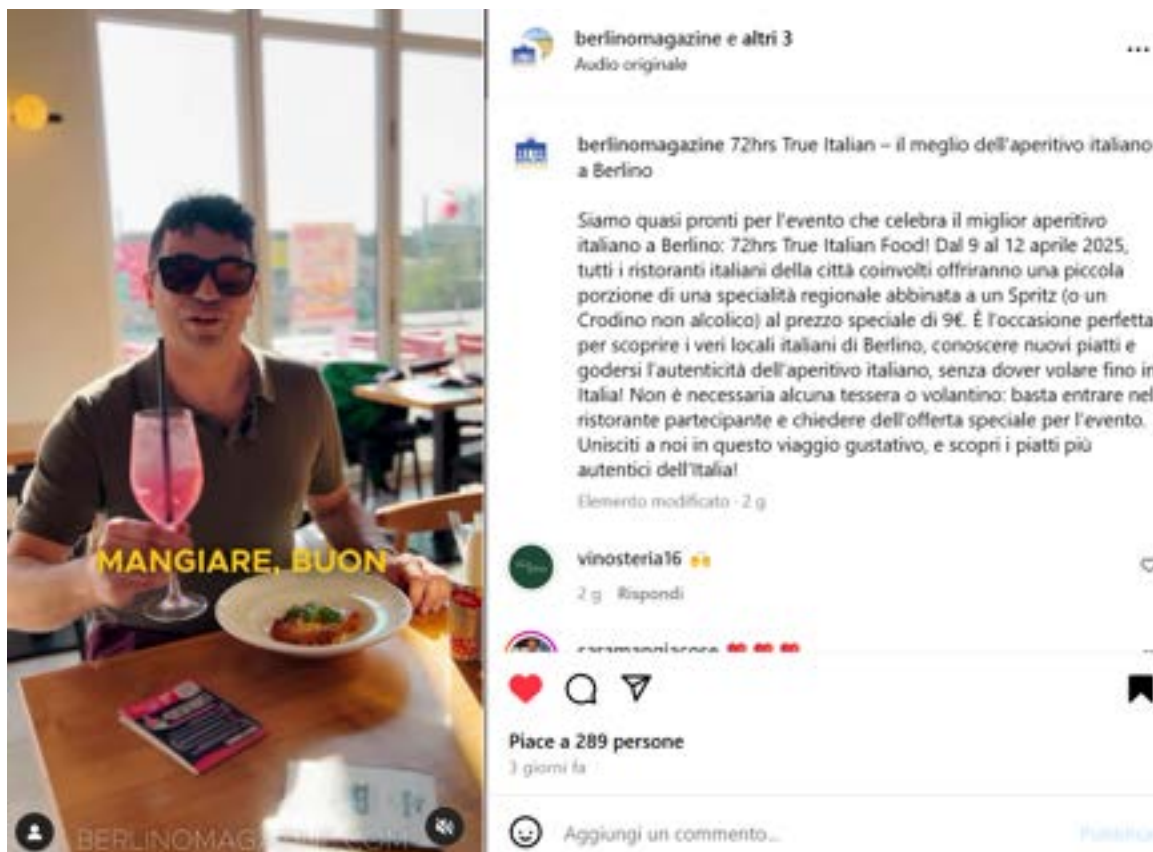 berlinomagazine e altri 3
Audio originale
berlinomagazine 72hrs True Italian – il meglio dell'aperitivo italiano
a Berlino
Siamo quasi pronti per l'evento che celebra il miglior aperitivo
italiano a Berlino: 72hrs True Italian Food! Dal 9 al 12 aprile 2025,
tutti i ristoranti italiani della città coinvolti offriranno una piccola
porzione di una specialità regionale abbinata a un Spritz (o un
Crodino non alcolico) al prezzo speciale di 9€. È l'occasione perfetta
per scoprire i veri locali italiani di Berlino, conoscere nuovi piatti e
godersi l'autenticità dell'aperitivo italiano, senza dover volare fino in
Italia! Non è necessaria alcuna tessera o volantino: basta entrare nel
ristorante partecipante e chiedere dell'offerta speciale per l'evento.
Unisciti a noi in questo viaggio gustativo, e scopri i piatti più
autentici dell'Italia!
Elemento modificato · 2 g
vinosteria16 🙌
2 g Rispondi
saramangiacose ❤️ ❤️ ❤️
Piace a 289 persone
3 giorni fa
Aggiungi un commento...
Pubblica
MANGIARE, BUON
BERLINOMAGAZINE.COM